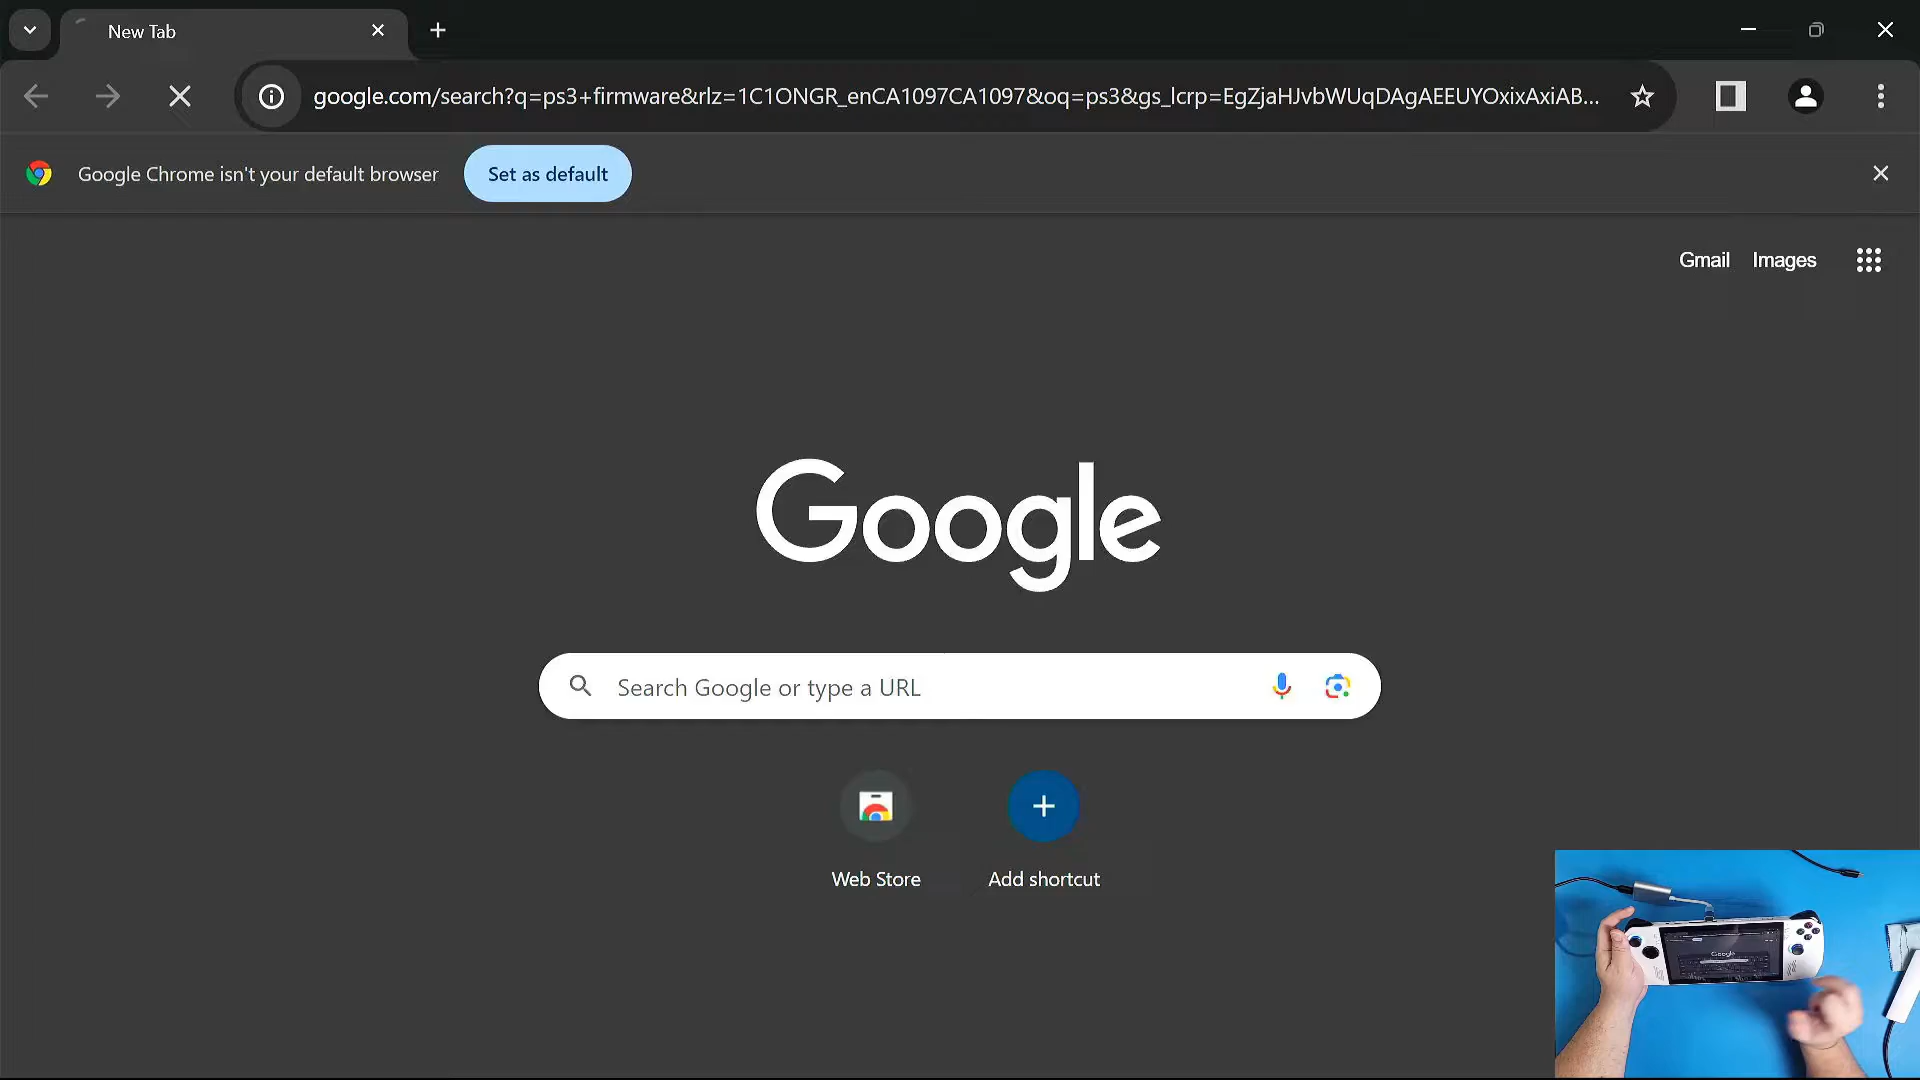 New Tab
google.com/search?q=ps3+firmware&rlz=1C1ONGR_enCA1097CA1097&oq=ps3&gs_lcrp=EgZjaHJvbWUqDAgAEEUYOxixAxiAB...
Google Chrome isn't your default browser
Set as default
Gmail
Images
Google
Search Google or type a URL
Web Store
Add shortcut
Google